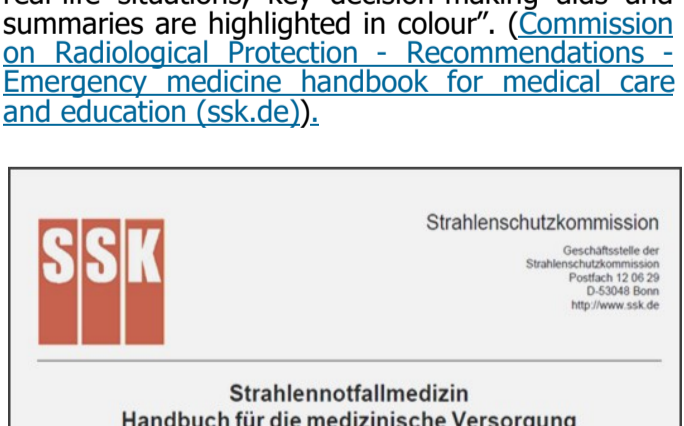 real-life situations, key decision-making aids and
summaries are highlighted in colour”. (Commission
on Radiological Protection - Recommendations -
Emergency medicine handbook for medical care
and education (ssk.de)).
SSK
Strahlenschutzkommission
Geschäftsstelle der
Strahlenschutzkommission
Postfach 12 06 29
D-53048 Bonn
http://www.ssk.de
Strahlennotfallmedizin
Handbuch für die medizinische Versorgung